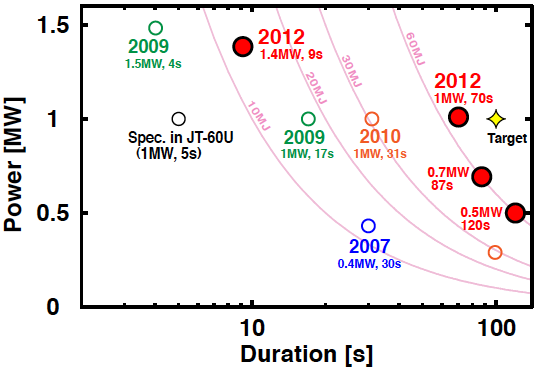 1.5
1
0.5
0
Power [MW]
2009
1.5MW, 4s
2012
1.4MW, 9s
10MJ
20MJ
30MJ
60MJ
2012
1MW, 70s
Spec. in JT-60U
(1MW, 5s)
2009
1MW, 17s
2010
1MW, 31s
Target
0.7MW
87s
0.5MW
120s
2007
0.4MW, 30s
10
100
Duration [s]